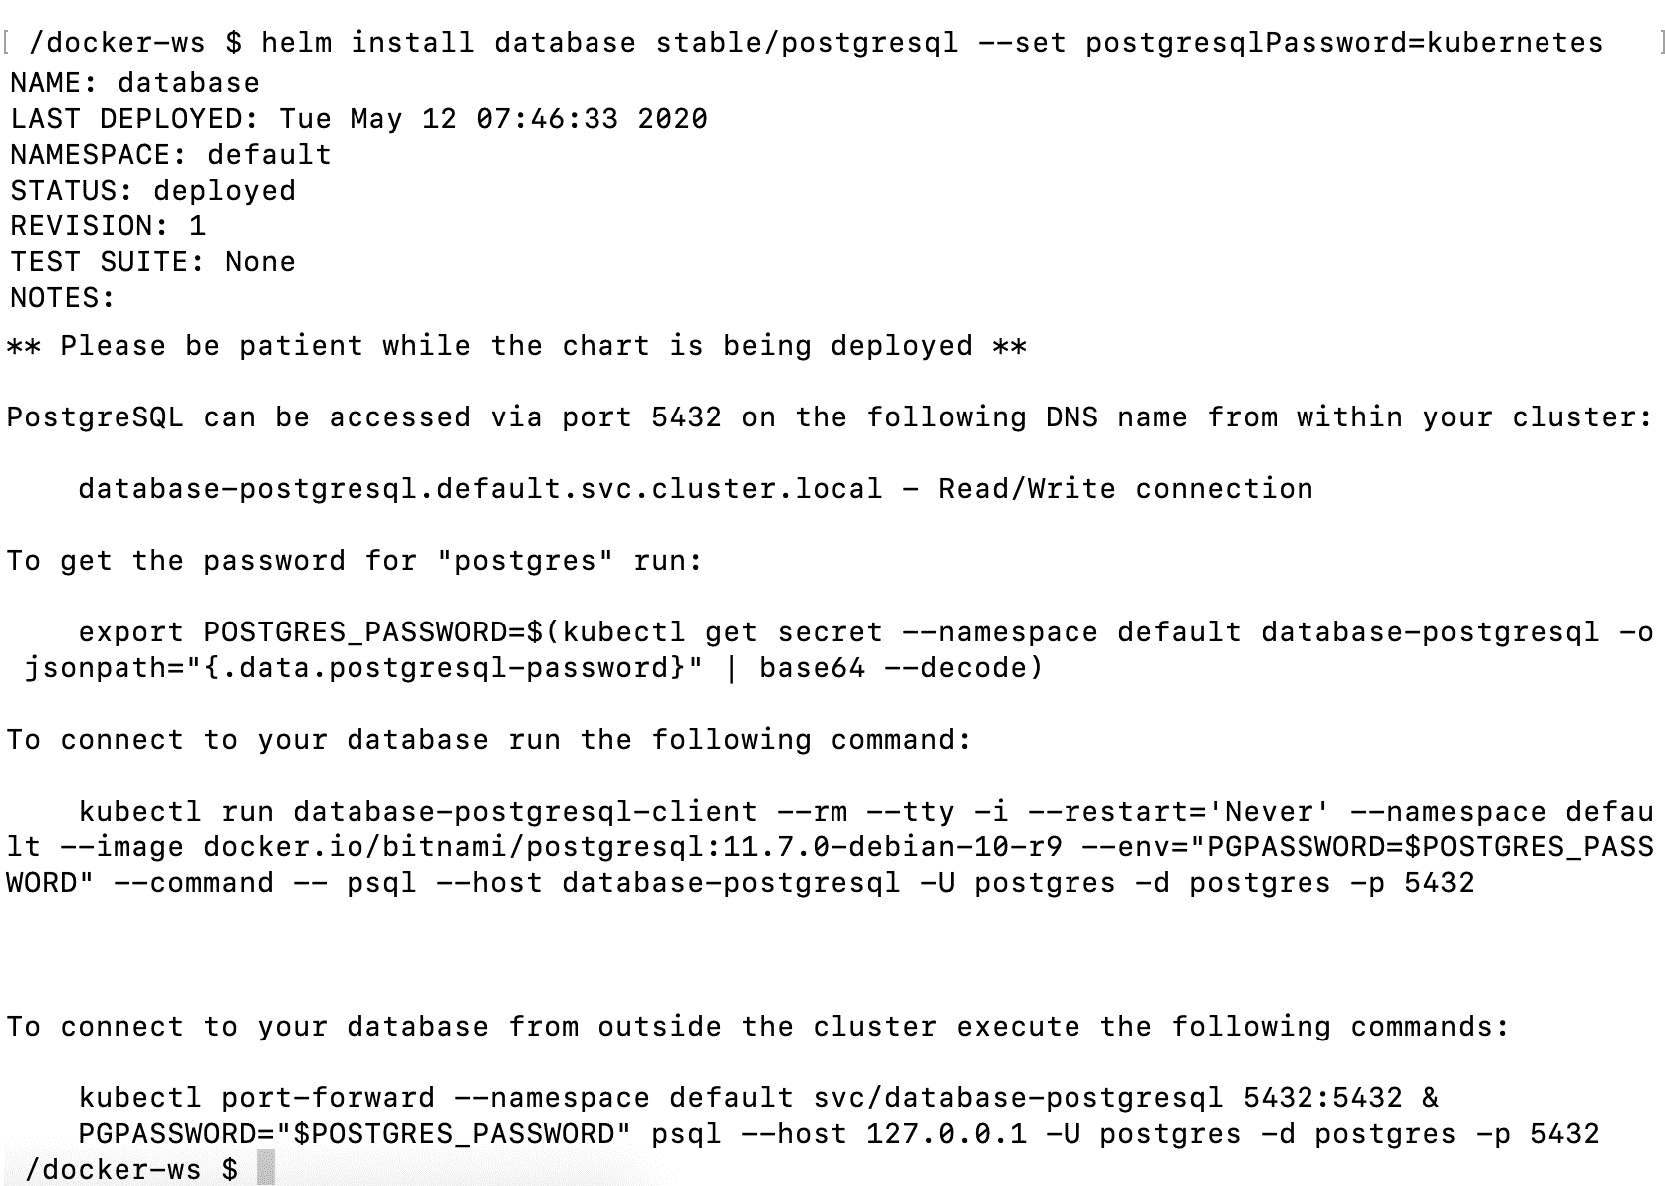 [ /docker-ws $ helm install database stable/postgresql --set postgresqlPassword=kubernetes ]
NAME: database
LAST DEPLOYED: Tue May 12 07:46:33 2020
NAMESPACE: default
STATUS: deployed
REVISION: 1
TEST SUITE: None
NOTES:
** Please be patient while the chart is being deployed **
PostgreSQL can be accessed via port 5432 on the following DNS name from within your cluster:
database-postgresql.default.svc.cluster.local - Read/Write connection
To get the password for "postgres" run:
export POSTGRES_PASSWORD=$(kubectl get secret --namespace default database-postgresql -o
jsonpath="{.data.postgresql-password}" | base64 --decode)
To connect to your database run the following command:
kubectl run database-postgresql-client --rm --tty -i --restart='Never' --namespace defau
lt --image docker.io/bitnami/postgresql:11.7.0-debian-10-r9 --env="PGPASSWORD=$POSTGRES_PASS
WORD" --command -- psql --host database-postgresql -U postgres -d postgres -p 5432
To connect to your database from outside the cluster execute the following commands:
kubectl port-forward --namespace default svc/database-postgresql 5432:5432 &
PGPASSWORD="$POSTGRES_PASSWORD" psql --host 127.0.0.1 -U postgres -d postgres -p 5432
/docker-ws $